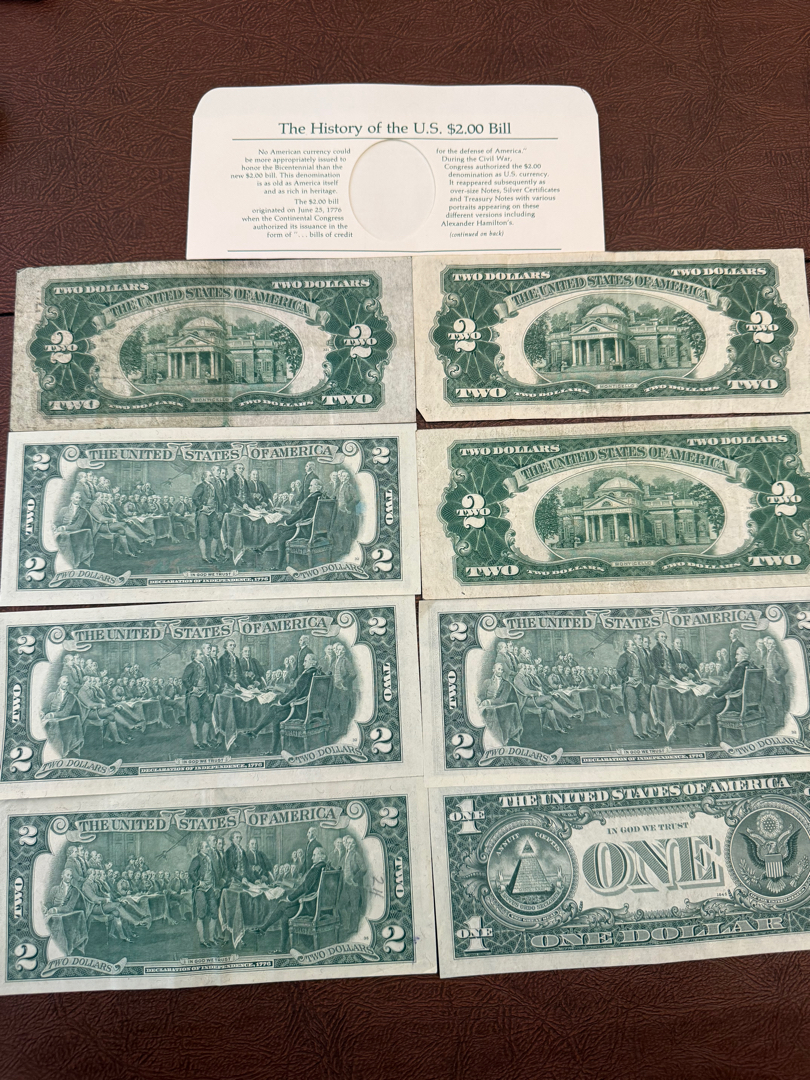 The History of the U.S. $2.00 Bill
No American currency could
be more appropriately issued to
honor the Bicentennial than the
new $2.00 bill. This denomination
is as old as America itself
and as rich in heritage.
The $2.00 bill
originated on June 25, 1776
when the Continental Congress
authorized its issuance in the
form of "... bills of credit
for the defense of America."
During the Civil War,
Congress authorized the $2.00
denomination as U.S. currency.
It reappeared subsequently as
over-size Notes, Silver Certificates
and Treasury Notes with various
portraits appearing on these
different versions including
Alexander Hamilton's.
(continued on back)
TWO DOLLARS TWO DOLLARS
THE UNITED STATES OF AMERICA
2 TWO 2 TWO
MONTICELLO
TWO TWO DOLLARS TWO DOLLARS TWO
TWO DOLLARS TWO DOLLARS
THE UNITED STATES OF AMERICA
2 TWO 2 TWO
MONTICELLO
TWO TWO DOLLARS TWO DOLLARS TWO
2 THE UNITED STATES OF AMERICA 2
TWO TWO
2 TWO DOLLARS IN GOD WE TRUST TWO DOLLARS 2
DECLARATION OF INDEPENDENCE, 1776
TWO DOLLARS TWO DOLLARS
THE UNITED STATES OF AMERICA
2 TWO 2 TWO
MONTICELLO
TWO TWO DOLLARS TWO DOLLARS TWO
2 THE UNITED STATES OF AMERICA 2
TWO TWO
2 TWO DOLLARS IN GOD WE TRUST TWO DOLLARS 2
DECLARATION OF INDEPENDENCE, 1776
2 THE UNITED STATES OF AMERICA 2
TWO
2 TWO DOLLARS IN GOD WE TRUST TWO DOLLARS
DECLARATION OF INDEPENDENCE, 1776
2 THE UNITED STATES OF AMERICA 2
TWO TWO
2 TWO DOLLARS IN GOD WE TRUST TWO DOLLARS 2
DECLARATION OF INDEPENDENCE, 1776
1 ONE THE UNITED STATES OF AMERICA
IN GOD WE TRUST
ANNUIT COEPTIS
ONE
1 ONE ONE DOLLAR